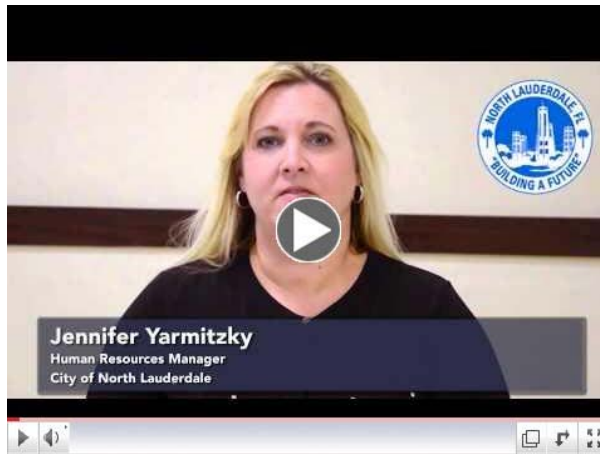 NORTH LAUDERDALE, FL
"BUILDING A FUTURE"
Jennifer Yarmitzky
Human Resources Manager
City of North Lauderdale